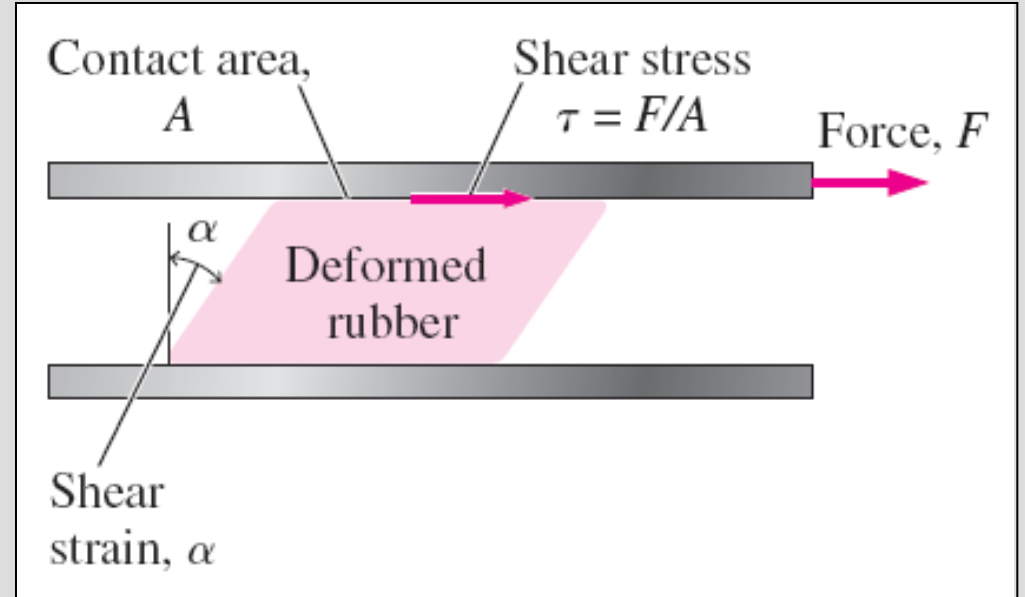 Contact area,
A
Shear stress
τ = F/A
Force, F
α
Deformed
rubber
Shear
strain, α